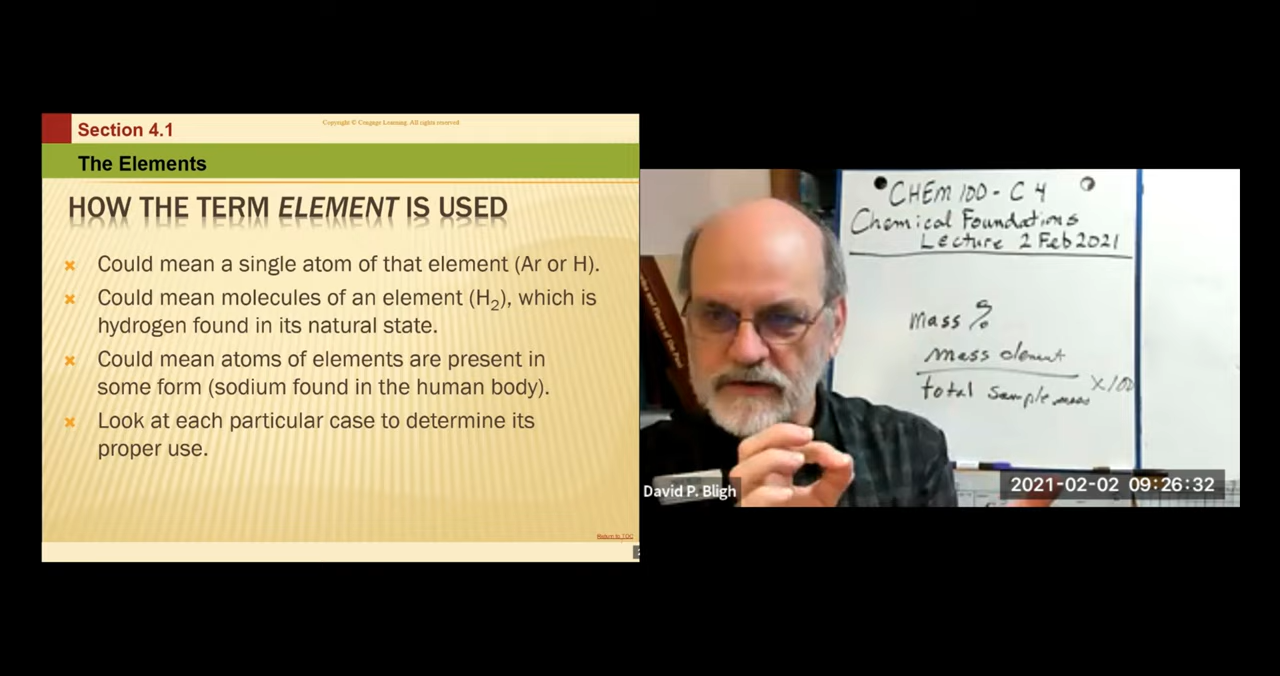 Section 4.1
Copyright © Cengage Learning. All rights reserved
The Elements
HOW THE TERM ELEMENT IS USED
Could mean a single atom of that element (Ar or H).
Could mean molecules of an element (H₂), which is
hydrogen found in its natural state.
Could mean atoms of elements are present in
some form (sodium found in the human body).
Look at each particular case to determine its
proper use.
Return to TOC
CHEM 100 - C 4
Chemical Foundations
Lecture 2 Feb 2021
Mass %
mass element
total sample mass x 100
David P. Bligh
2021-02-02 09:26:32